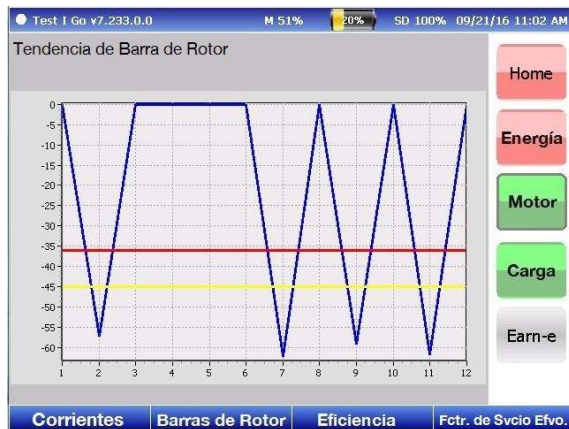 Test I Go v7.233.0.0 M 51% 20% SD 100% 09/21/16 11:02 AM
Tendencia de Barra de Rotor
Home
Energía
Motor
Carga
Earn-e
0
-5
-10
-15
-20
-25
-30
-35
-40
-45
-50
-55
-60
1 2 3 4 5 6 7 8 9 10 11 12
Corrientes Barras de Rotor Eficiencia Fctr. de Svcio Efvo.